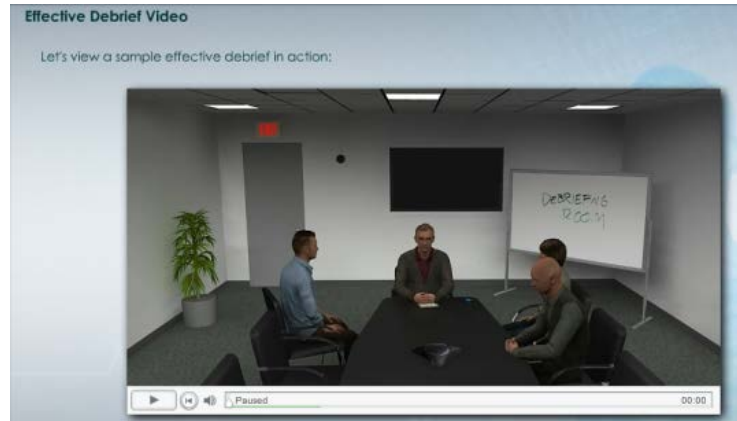 Effective Debrief Video
Let's view a sample effective debrief in action:
DEBRIEFING
ROOM
Paused
00:00